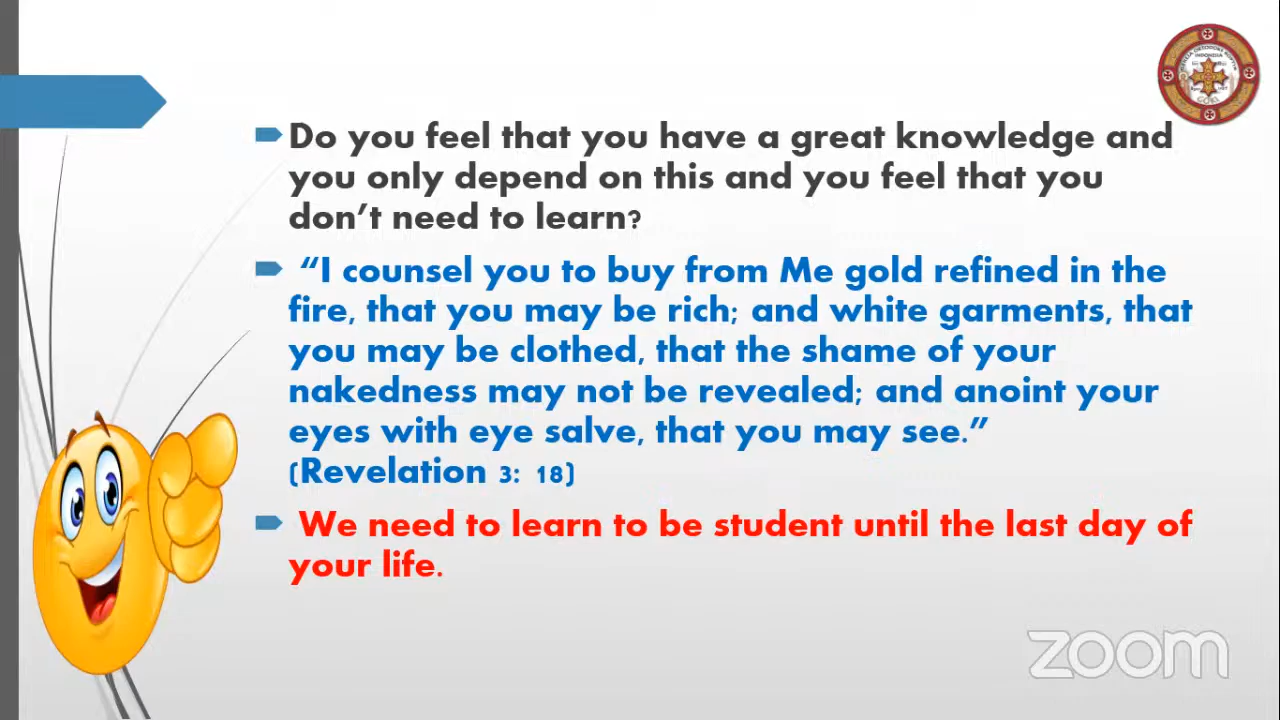 Do you feel that you have a great knowledge and
you only depend on this and you feel that you
don’t need to learn?
“I counsel you to buy from Me gold refined in the
fire, that you may be rich; and white garments, that
you may be clothed, that the shame of your
nakedness may not be revealed; and anoint your
eyes with eye salve, that you may see.”
(Revelation 3: 18)
We need to learn to be student until the last day of
your life.
zoom